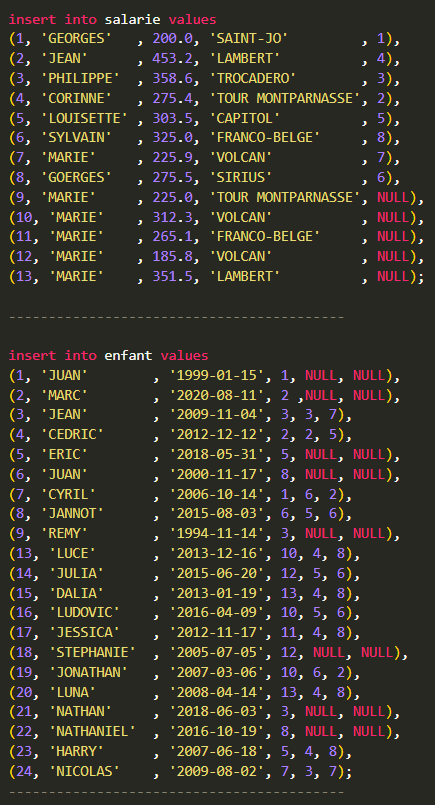 insert into salarie values
(1, 'GEORGES'   , 200.0, 'SAINT-JO'         , 1),
(2, 'JEAN'      , 453.2, 'LAMBERT'          , 4),
(3, 'PHILIPPE'  , 358.6, 'TROCADERO'        , 3),
(4, 'CORINNE'   , 275.4, 'TOUR MONTPARNASSE', 2),
(5, 'LOUISETTE' , 303.5, 'CAPITOL'          , 5),
(6, 'SYLVAIN'   , 325.0, 'FRANCO-BELGE'     , 8),
(7, 'MARIE'     , 225.9, 'VOLCAN'           , 7),
(8, 'GOERGES'   , 275.5, 'SIRIUS'           , 6),
(9, 'MARIE'     , 225.0, 'TOUR MONTPARNASSE', NULL),
(10, 'MARIE'    , 312.3, 'VOLCAN'           , NULL),
(11, 'MARIE'    , 265.1, 'FRANCO-BELGE'     , NULL),
(12, 'MARIE'    , 185.8, 'VOLCAN'           , NULL),
(13, 'MARIE'    , 351.5, 'LAMBERT'          , NULL);
------------------------------------------
insert into enfant values
(1, 'JUAN'        , '1999-01-15', 1, NULL, NULL),
(2, 'MARC'        , '2020-08-11', 2 ,NULL, NULL),
(3, 'JEAN'        , '2009-11-04', 3, 3, 7),
(4, 'CEDRIC'      , '2012-12-12', 2, 2, 5),
(5, 'ERIC'        , '2018-05-31', 5, NULL, NULL),
(6, 'JUAN'        , '2000-11-17', 8, NULL, NULL),
(7, 'CYRIL'       , '2006-10-14', 1, 6, 2),
(8, 'JANNOT'      , '2015-08-03', 6, 5, 6),
(9, 'REMY'        , '1994-11-14', 3, NULL, NULL),
(13, 'LUCE'       , '2013-12-16', 10, 4, 8),
(14, 'JULIA'      , '2015-06-20', 12, 5, 6),
(15, 'DALIA'      , '2013-01-19', 13, 4, 8),
(16, 'LUDOVIC'    , '2016-04-09', 10, 5, 6),
(17, 'JESSICA'    , '2012-11-17', 11, 4, 8),
(18, 'STEPHANIE'  , '2005-07-05', 12, NULL, NULL),
(19, 'JONATHAN'   , '2007-03-06', 10, 6, 2),
(20, 'LUNA'       , '2008-04-14', 13, 4, 8),
(21, 'NATHAN'     , '2018-06-03', 3, NULL, NULL),
(22, 'NATHANIEL'  , '2016-10-19', 8, NULL, NULL),
(23, 'HARRY'      , '2007-06-18', 5, 4, 8),
(24, 'NICOLAS'    , '2009-08-02', 7, 3, 7);
------------------------------------------